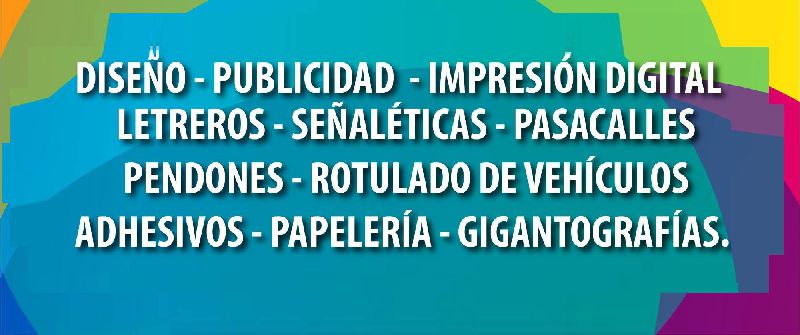 DISEÑO - PUBLICIDAD - IMPRESIÓN DIGITAL
LETREROS - SEÑALÉTICAS - PASACALLES
PENDONES - ROTULADO DE VEHÍCULOS
ADHESIVOS - PAPELERÍA - GIGANTOGRAFÍAS.